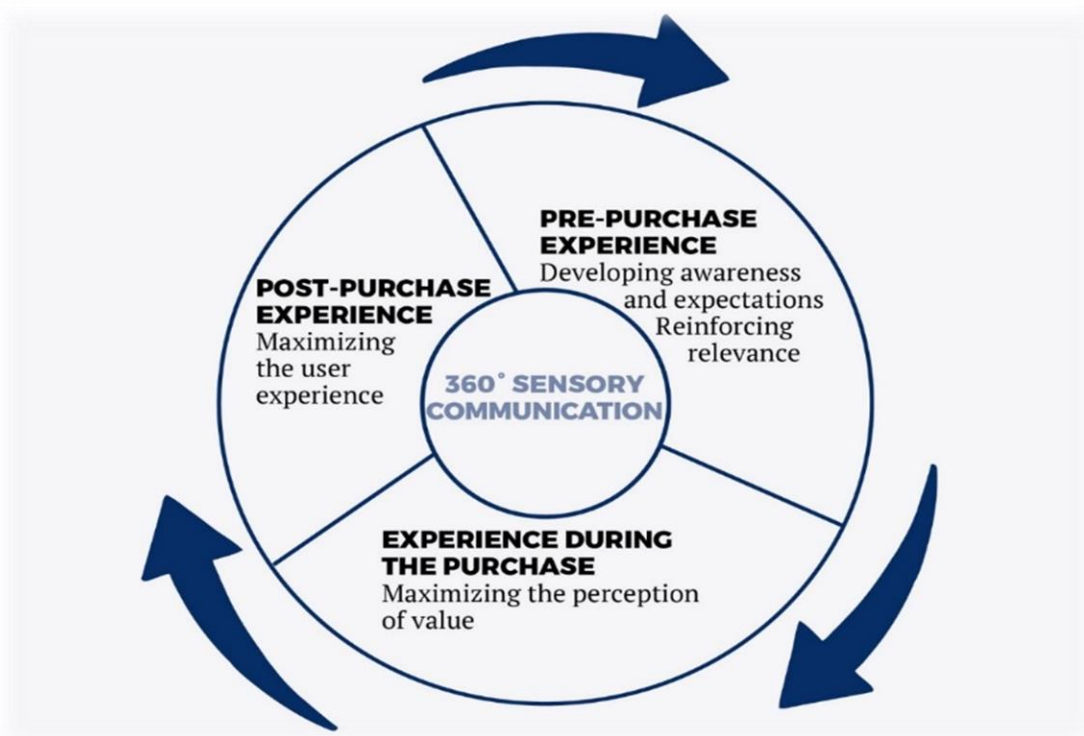 PRE-PURCHASE
EXPERIENCE
Developing awareness
and expectations
Reinforcing
relevance
POST-PURCHASE
EXPERIENCE
Maximizing
the user
experience
360° SENSORY
COMMUNICATION
EXPERIENCE DURING
THE PURCHASE
Maximizing the perception
of value